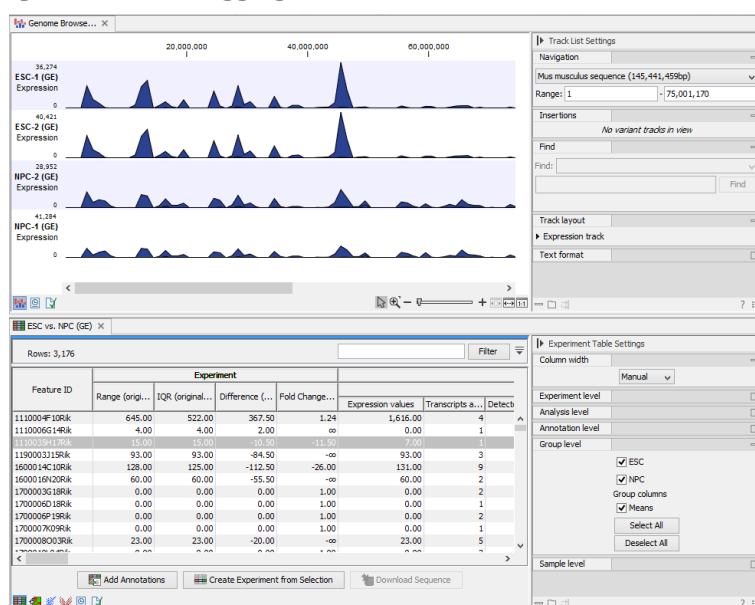 Genome Browse... ×
20,000,000 40,000,000 60,000,000
36,274
ESC-1 (GE)
Expression
0
40,421
ESC-2 (GE)
Expression
0
28,952
NPC-2 (GE)
Expression
0
41,284
NPC-1 (GE)
Expression
0
Track List Settings
Navigation
Mus musculus sequence (145,441,459bp)
Range: 1 - 75,001,170
Insertions
No variant tracks in view
Find
Find:
Find
Track layout
Expression track
Text format
1:1
?
ESC vs. NPC (GE) ×
Rows: 3,176 Filter
Experiment
Feature ID Range (origi... IQR (original... Difference (... Fold Change... Expression values Transcripts a... Detect
1110004F10Rik 645.00 522.00 367.50 1.24 1,616.00 4
1110006G14Rik 4.00 4.00 2.00 ∞ 0.00 1
1110035H17Rik 15.00 15.00 -10.50 -11.50 7.00 1
1190003J15Rik 93.00 93.00 -84.50 -∞ 93.00 3
1600014C10Rik 128.00 125.00 -112.50 -26.00 131.00 9
1600016N20Rik 60.00 60.00 -55.50 -∞ 60.00 2
1700003G18Rik 0.00 0.00 0.00 1.00 0.00 2
1700006D18Rik 0.00 0.00 0.00 1.00 0.00 1
1700006P19Rik 0.00 0.00 0.00 1.00 0.00 2
1700007K09Rik 0.00 0.00 0.00 1.00 0.00 1
1700008O03Rik 23.00 23.00 -20.00 -∞ 23.00 5
Add Annotations Create Experiment from Selection Download Sequence
Experiment Table Settings
Column width
Manual
Experiment level
Analysis level
Annotation level
Group level
ESC
NPC
Group columns
Means
Select All
Deselect All
Sample level
?